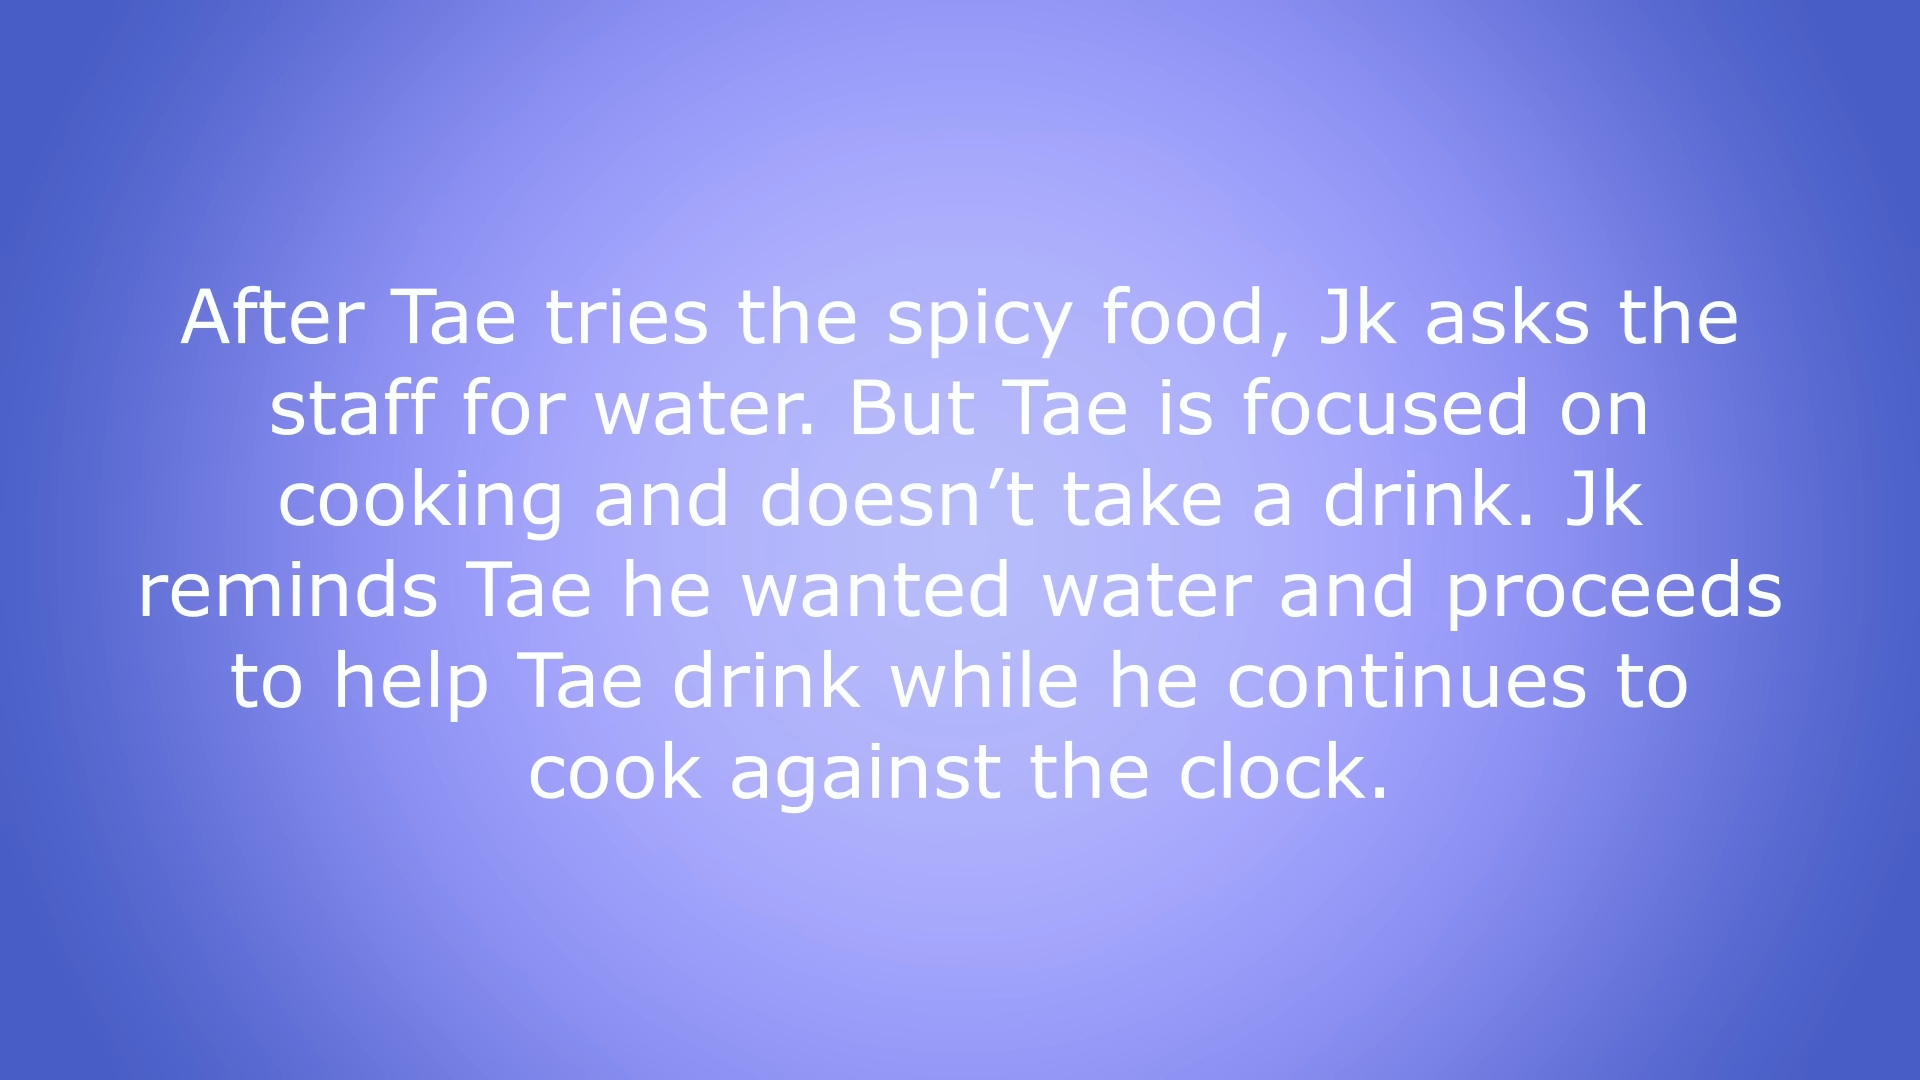 After Tae tries the spicy food, Jk asks the
staff for water. But Tae is focused on
cooking and doesn’t take a drink. Jk
reminds Tae he wanted water and proceeds
to help Tae drink while he continues to
cook against the clock.